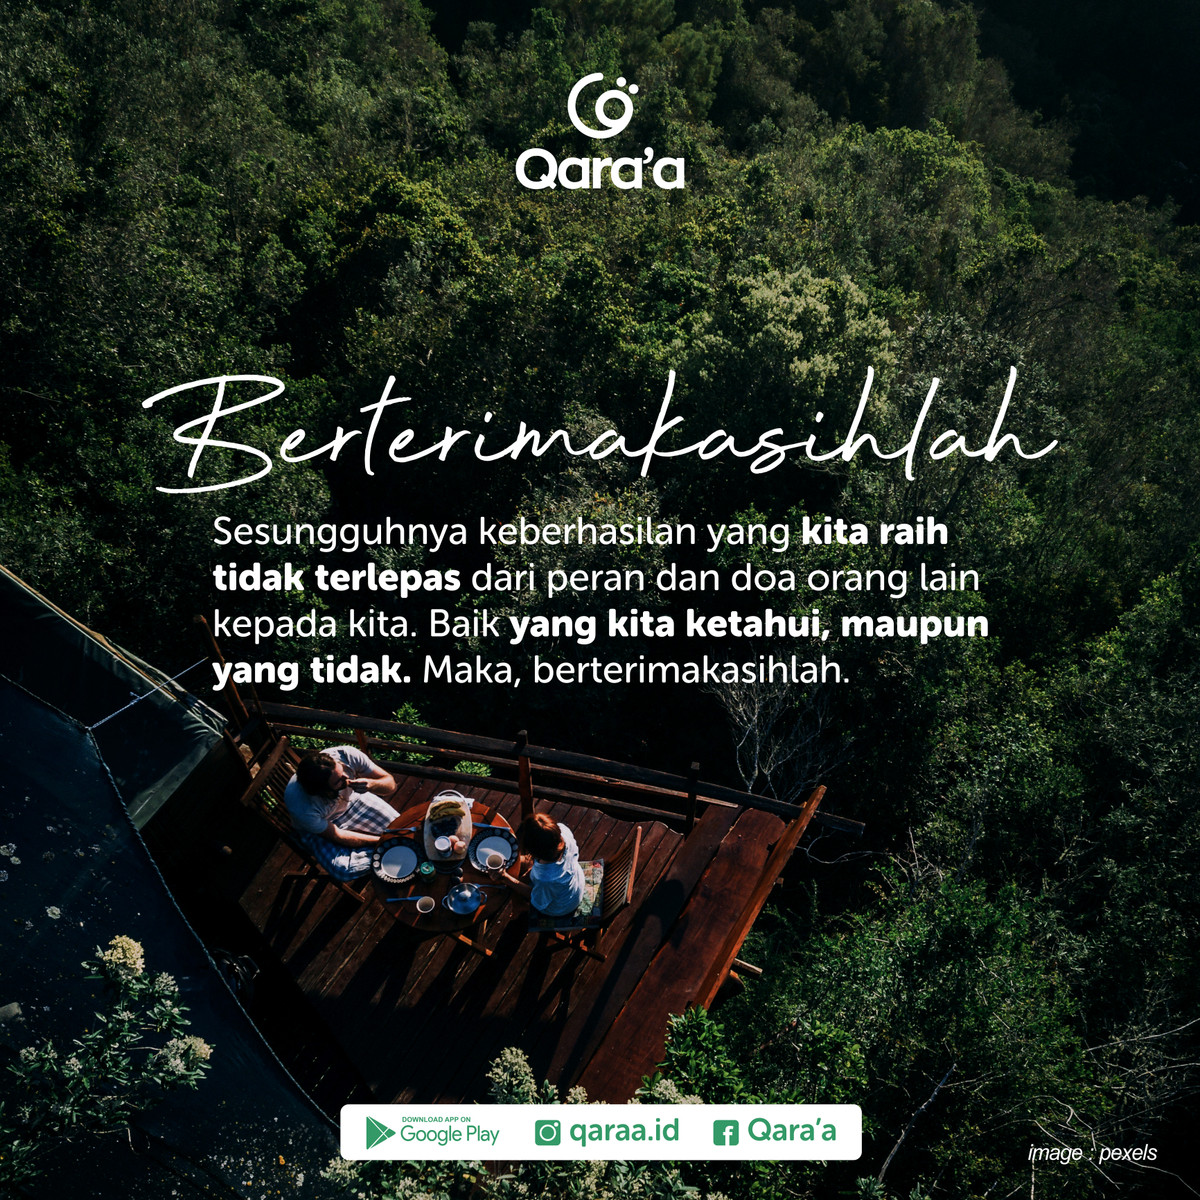 Qara'a
Berterimakasihlah
Sesungguhnya keberhasilan yang kita raih
tidak terlepas dari peran dan doa orang lain
kepada kita. Baik yang kita ketahui, maupun
yang tidak. Maka, berterimakasihlah.
DOWNLOAD APP ON
Google Play
qaraa.id
Qara'a
image : pexels